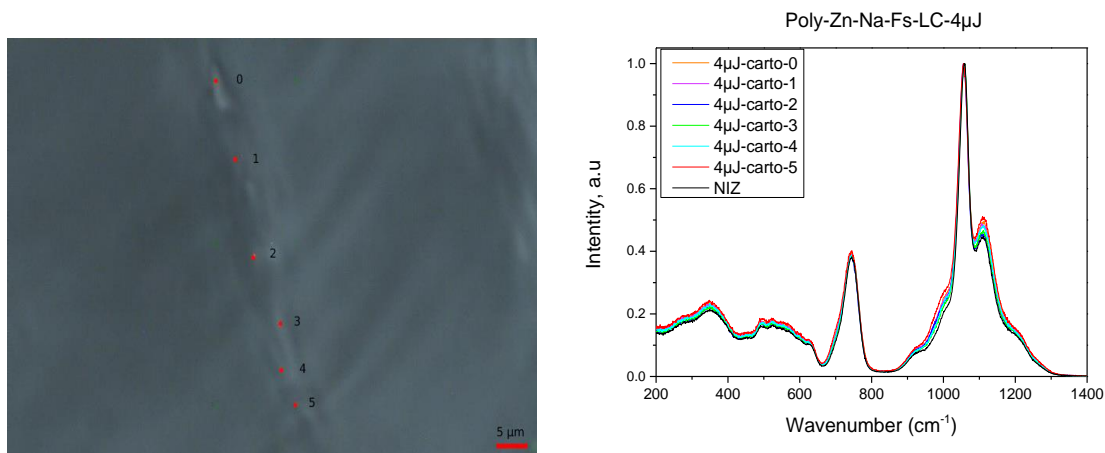 0
1
2
3
4
5
5 µm
Poly-Zn-Na-Fs-LC-4µJ
4µJ-carto-0
4µJ-carto-1
4µJ-carto-2
4µJ-carto-3
4µJ-carto-4
4µJ-carto-5
NIZ
1.0
0.8
0.6
0.4
0.2
0.0
Intentity, a.u
200 400 600 800 1000 1200 1400
Wavenumber (cm⁻¹)